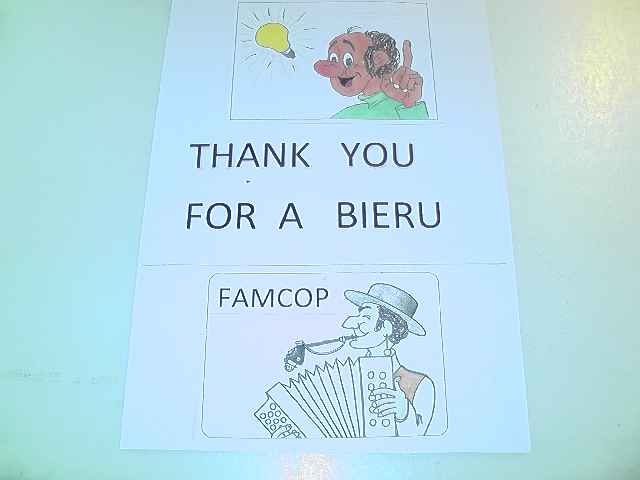 THANK YOU
FOR A BIERU
FAMCOP